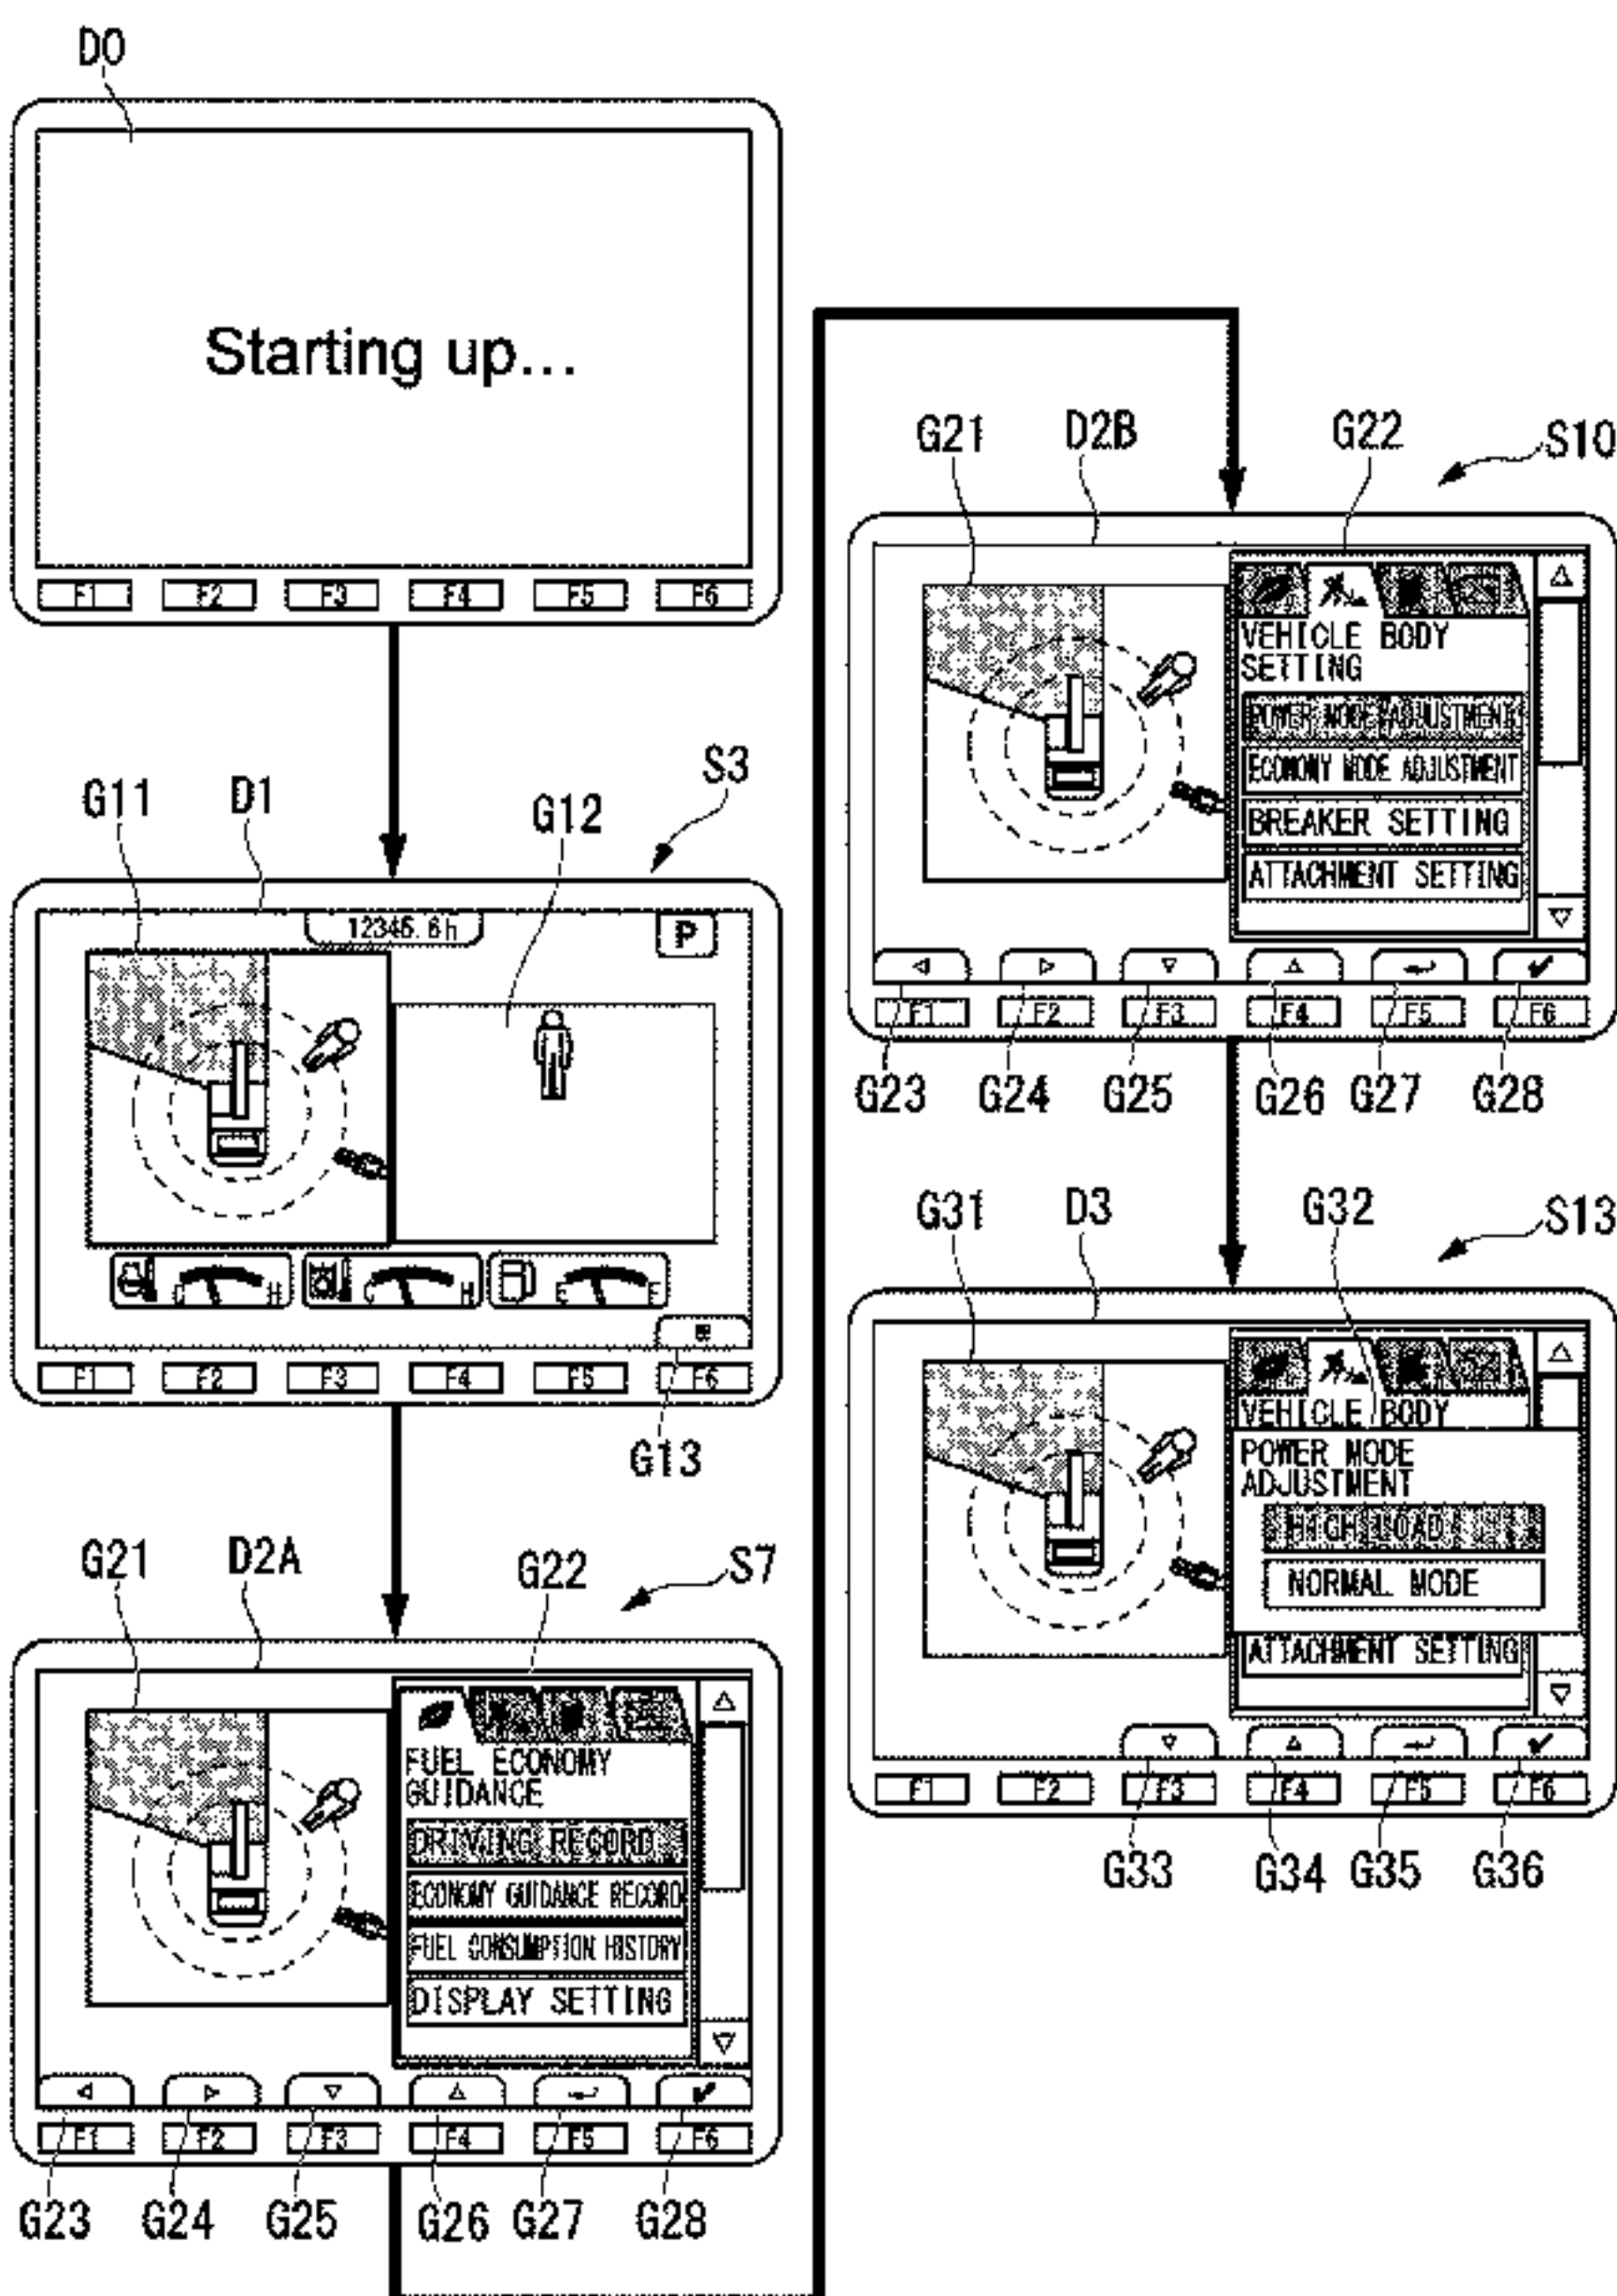 D0
Starting up...
F1 F2 F3 F4 F5 F6
G11 D1 G12 S3
12345.6h P
C H C H E F
F1 F2 F3 F4 F5 F6
G13
G21 D2A G22 S7
FUEL ECONOMY
GUIDANCE
DRIVING RECORD
ECONOMY GUIDANCE RECORD
FUEL CONSUMPTION HISTORY
DISPLAY SETTING
F1 F2 F3 F4 F5 F6
G23 G24 G25 G26 G27 G28
G21 D2B G22 S10
VEHICLE BODY
SETTING
POWER MODE ADJUSTMENT
ECONOMY MODE ADJUSTMENT
BREAKER SETTING
ATTACHMENT SETTING
F1 F2 F3 F4 F5 F6
G23 G24 G25 G26 G27 G28
G31 D3 G32 S13
VEHICLE BODY
POWER MODE
ADJUSTMENT
HIGH LOAD
NORMAL MODE
ATTACHMENT SETTING
F1 F2 F3 F4 F5 F6
G33 G34 G35 G36